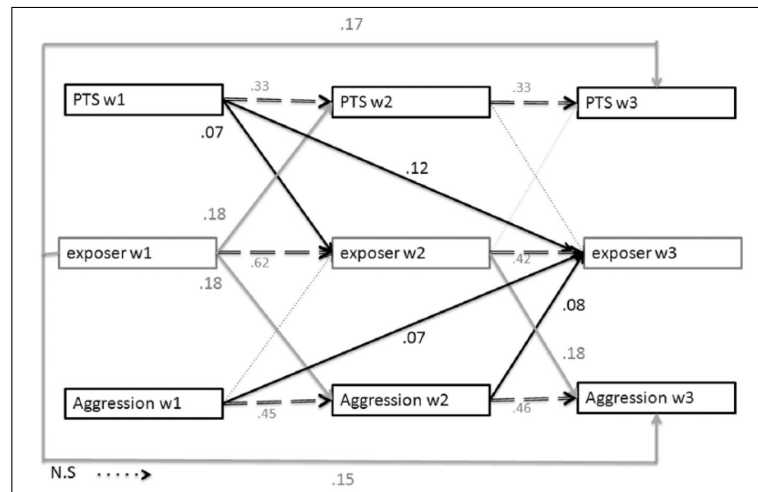 .17
PTS w1
.33
PTS w2
.33
PTS w3
.07
.12
.18
exposer w1
.62
exposer w2
.42
exposer w3
.18
.08
.07
.18
Aggression w1
.45
Aggression w2
.46
Aggression w3
N.S
.15